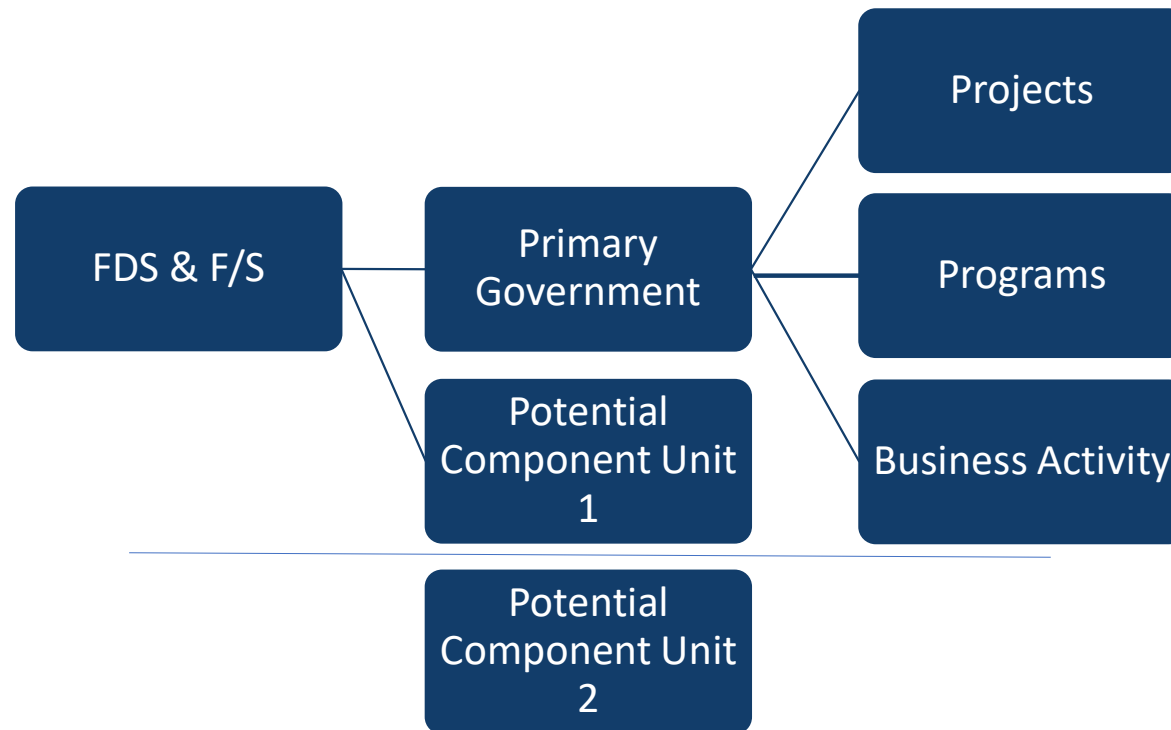 FDS & F/S
Primary
Government
Potential
Component Unit
1
Potential
Component Unit
2
Projects
Programs
Business Activity